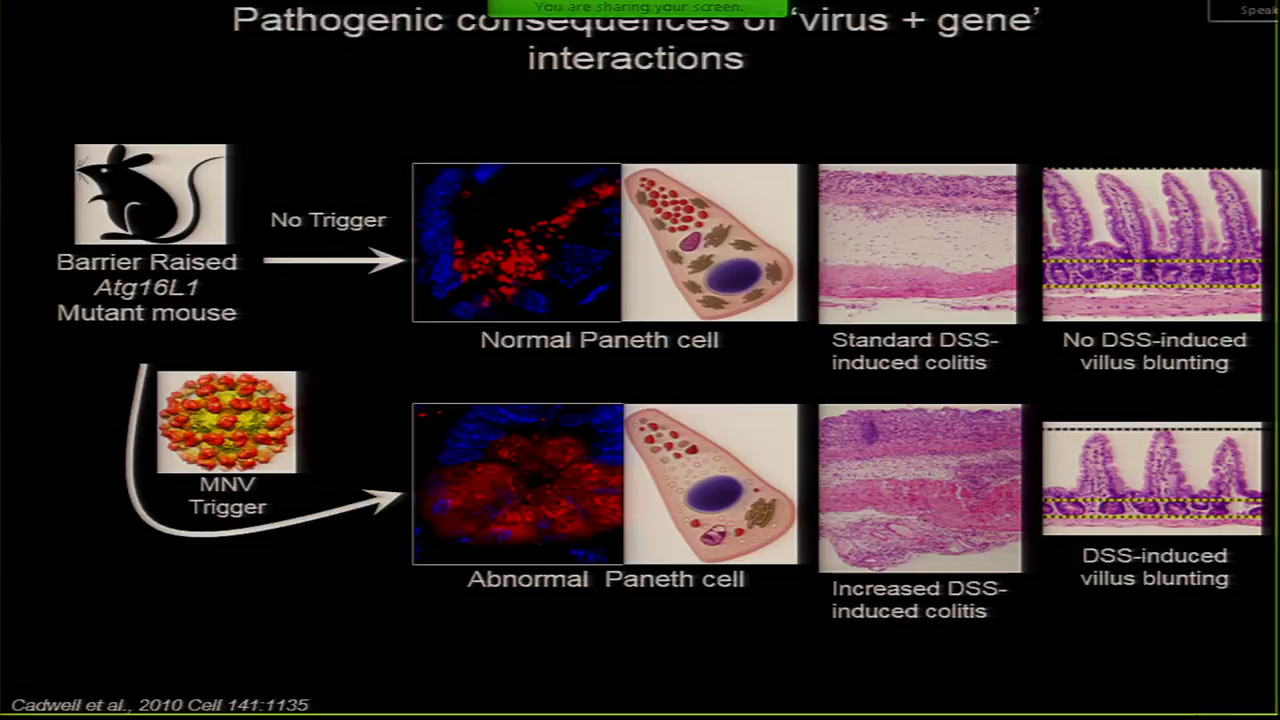 You are sharing your screen.
Speak
Pathogenic consequences of ‘virus + gene’
interactions
No Trigger
Barrier Raised
Atg16L1
Mutant mouse
Normal Paneth cell
Standard DSS-
induced colitis
No DSS-induced
villus blunting
MNV
Trigger
Abnormal Paneth cell
Increased DSS-
induced colitis
DSS-induced
villus blunting
Cadwell et al., 2010 Cell 141:1135